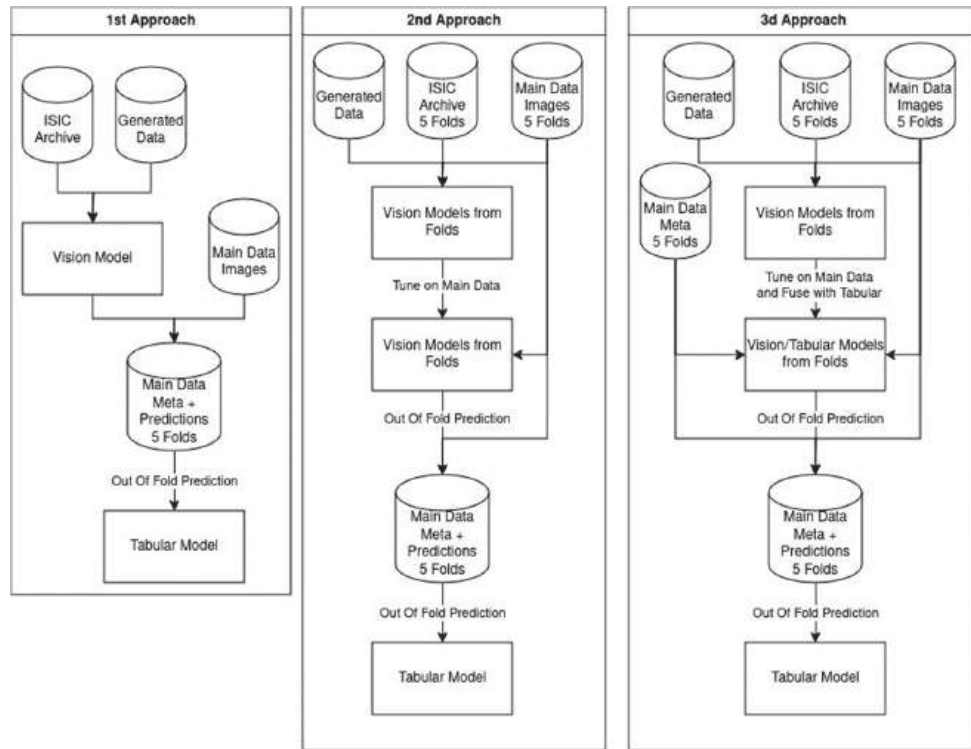 1st Approach
ISIC
Archive
Generated
Data
Vision Model
Main Data
Images
Main Data
Meta +
Predictions
5 Folds
Out Of Fold Prediction
Tabular Model
2nd Approach
Generated
Data
ISIC
Archive
5 Folds
Main Data
Images
5 Folds
Vision Models from
Folds
Tune on Main Data
Vision Models from
Folds
Out Of Fold Prediction
Main Data
Meta +
Predictions
5 Folds
Out Of Fold Prediction
Tabular Model
3d Approach
Generated
Data
ISIC
Archive
5 Folds
Main Data
Images
5 Folds
Main Data
Meta
5 Folds
Vision Models from
Folds
Tune on Main Data
and Fuse with Tabular
Vision/Tabular Models
from Folds
Out Of Fold Prediction
Main Data
Meta +
Predictions
5 Folds
Out Of Fold Prediction
Tabular Model